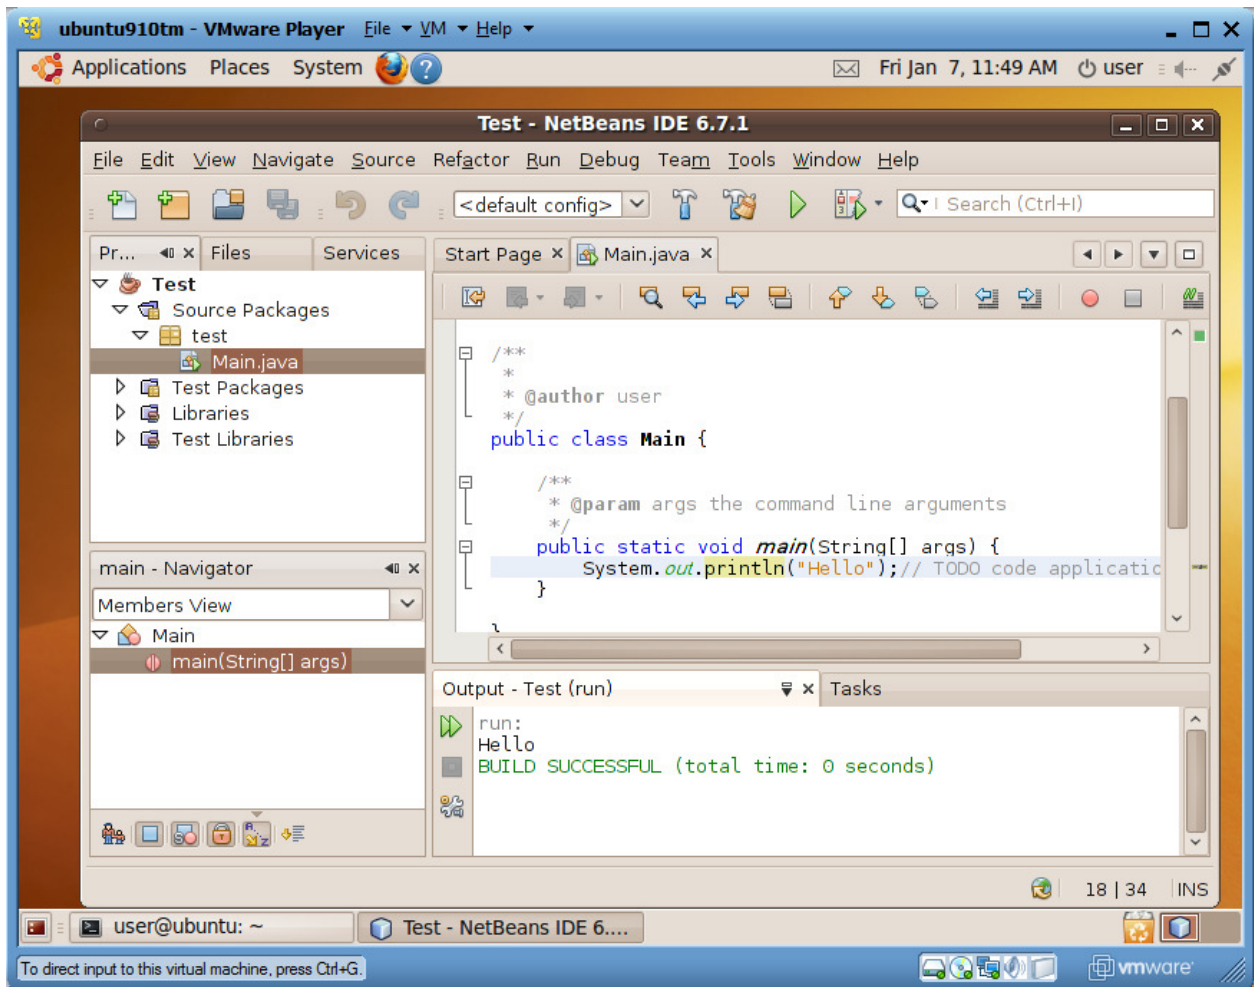 ubuntu910tm - VMware Player File VM Help
Applications Places System Fri Jan 7, 11:49 AM user
Test - NetBeans IDE 6.7.1
File Edit View Navigate Source Refactor Run Debug Team Tools Window Help
<default config> Search (Ctrl+I)
Pr... Files Services
Test
Source Packages
test
Main.java
Test Packages
Libraries
Test Libraries
main - Navigator
Members View
Main
main(String[] args)
Start Page Main.java
/**
*
* @author user
*/
public class Main {
/**
* @param args the command line arguments
*/
public static void main(String[] args) {
System.out.println("Hello");// TODO code applicatio
}
}
Output - Test (run) Tasks
run:
Hello
BUILD SUCCESSFUL (total time: 0 seconds)
18 | 34 INS
user@ubuntu: ~ Test - NetBeans IDE 6....
To direct input to this virtual machine, press Ctrl+G. vmware